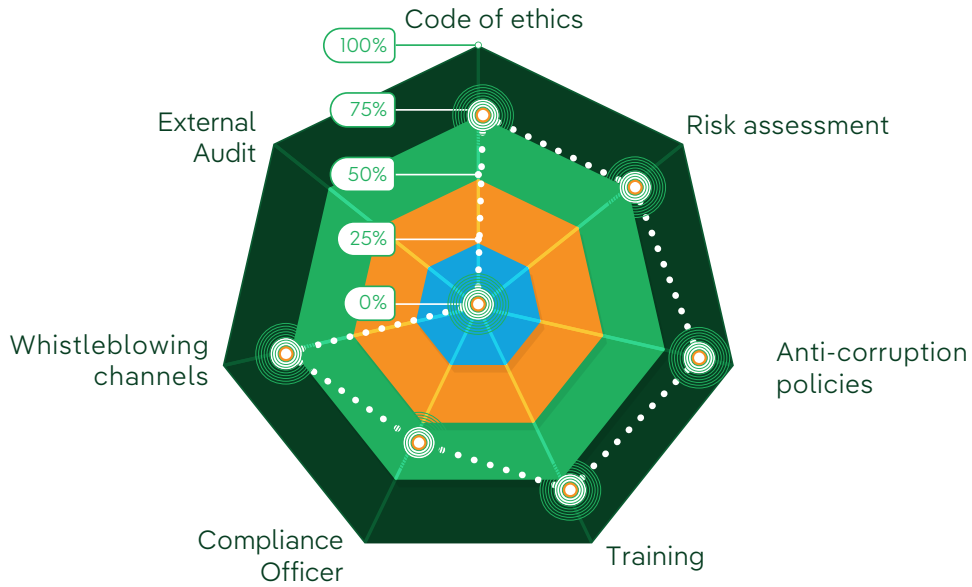 Code of ethics
100%
75%
External
Audit
Risk assessment
50%
25%
0%
Whistleblowing
channels
Anti-corruption
policies
Compliance
Officer
Training